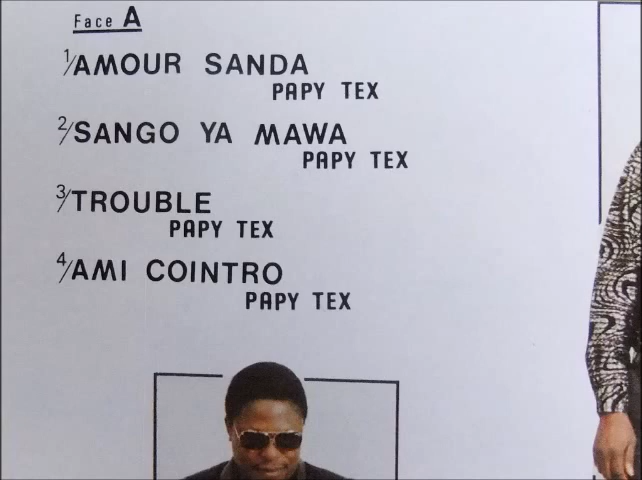 Face A
1/AMOUR SANDA
PAPY TEX
2/SANGO YA MAWA
PAPY TEX
3/TROUBLE
PAPY TEX
4/AMI COINTRO
PAPY TEX